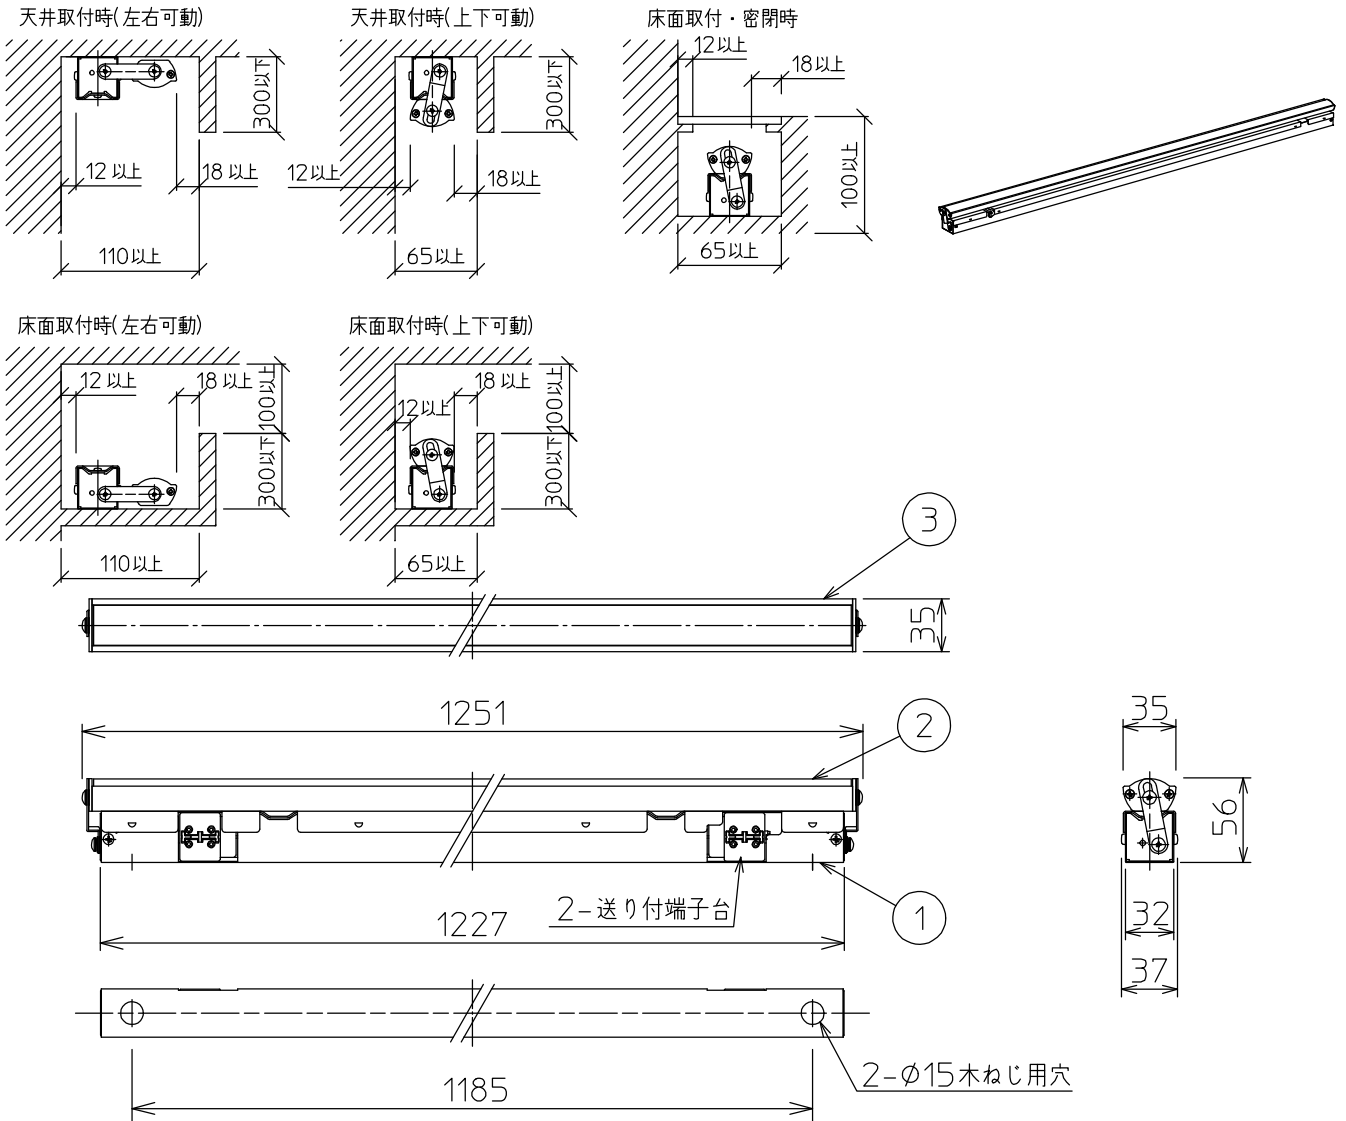 天井取付時(左右可動)
300以下
12以上
18以上
110以上
天井取付時(上下可動)
300以下
12以上
18以上
65以上
床面取付・密閉時
12以上
18以上
100以上
65以上
床面取付時(左右可動)
12以上
18以上
100以上
300以下
110以上
床面取付時(上下可動)
12以上
18以上
100以上
300以下
65以上
3
35
1251
2
2-送り付端子台
1
1227
35
56
32
37
2-φ15木ねじ用穴
1185